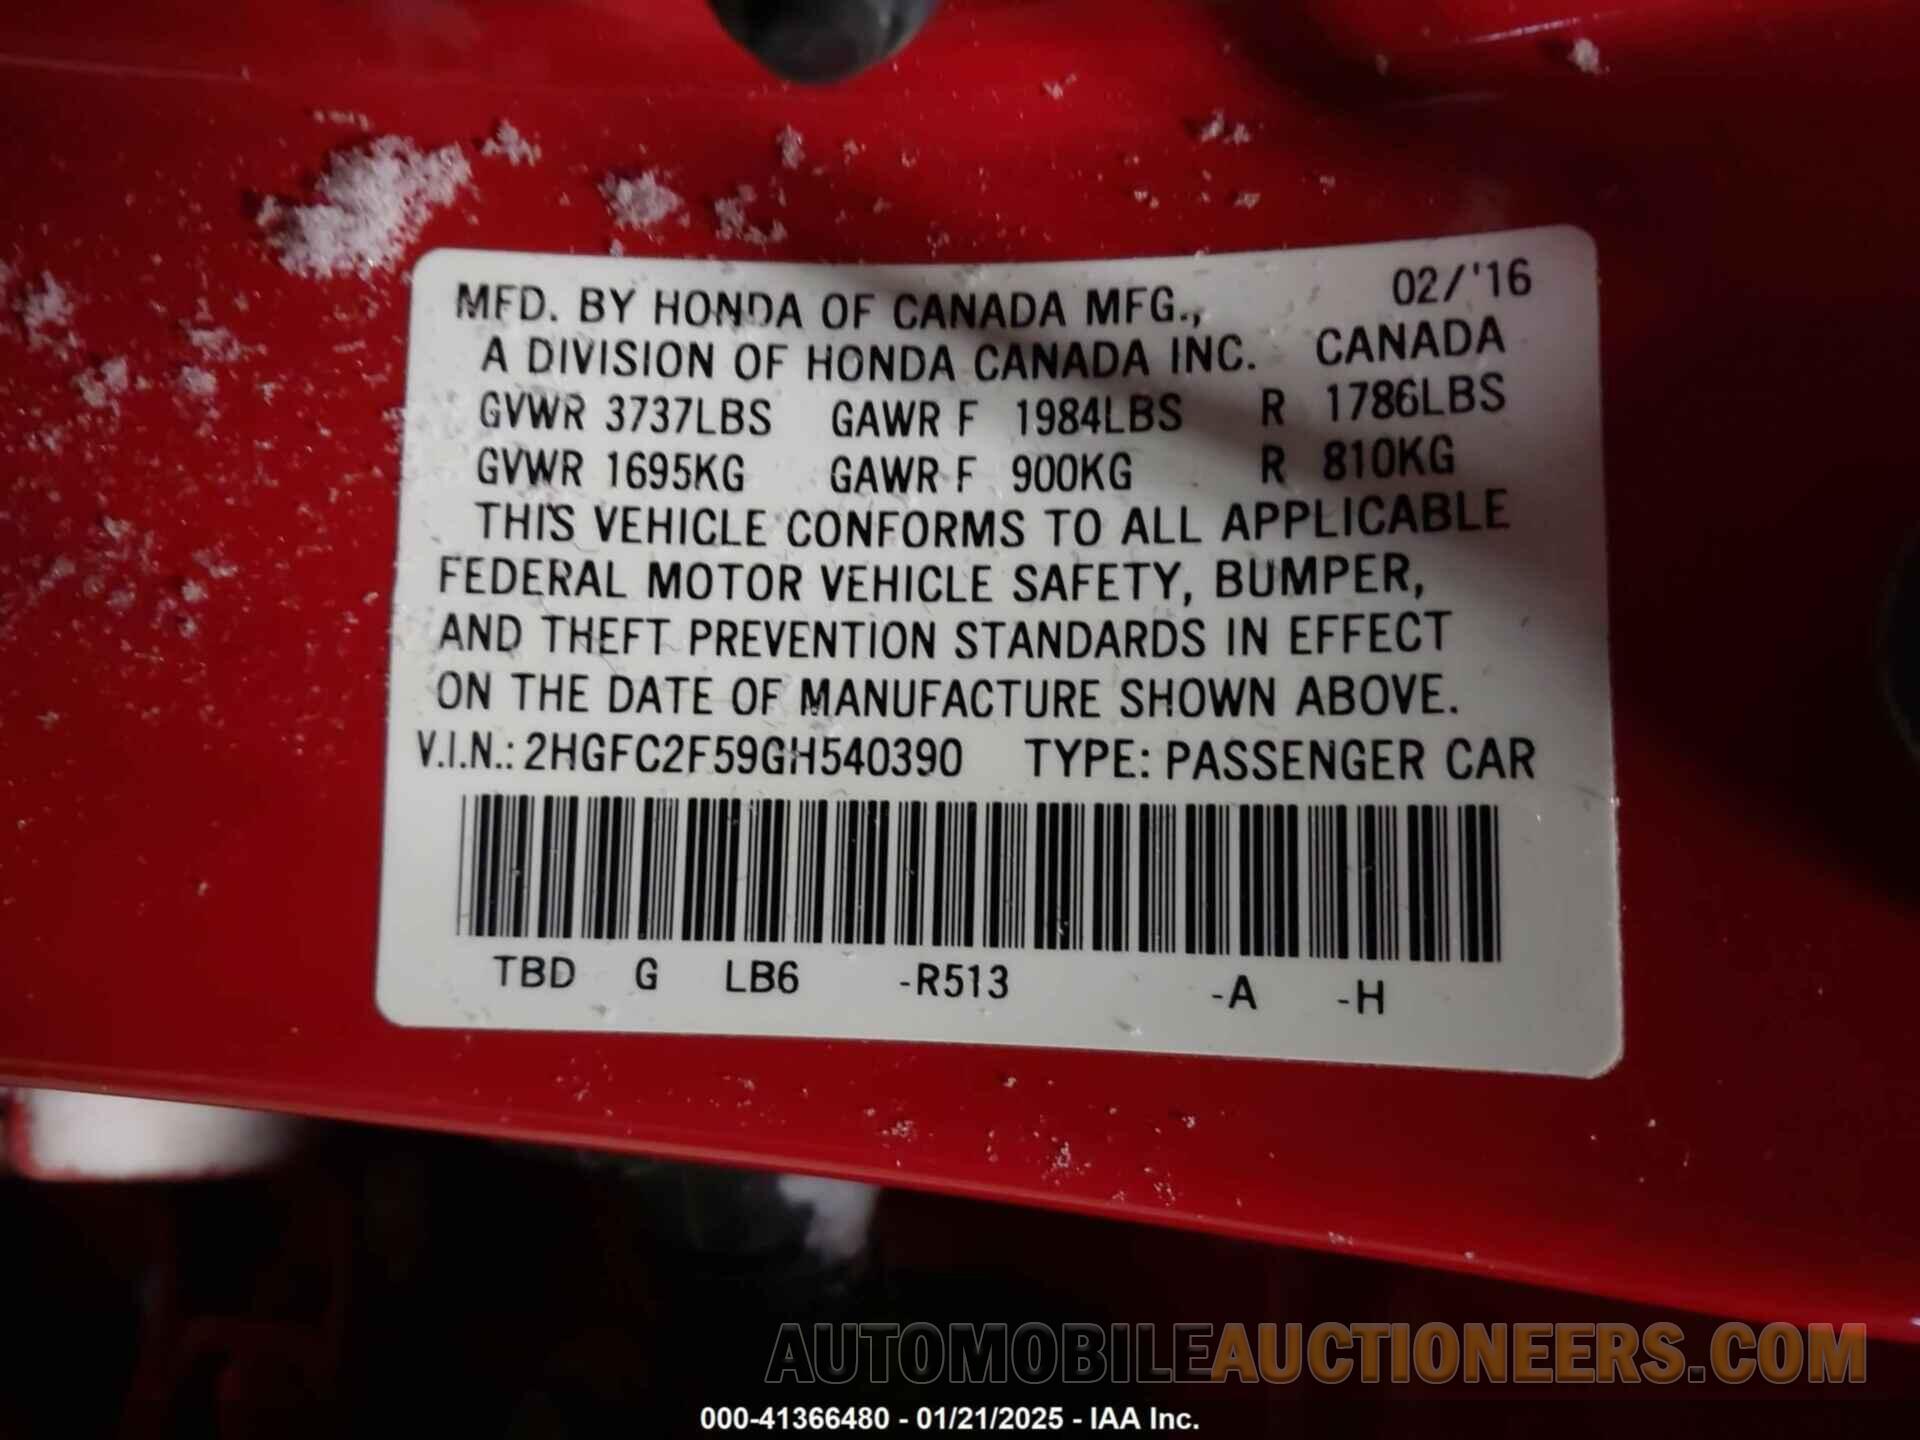 MFD. BY HONDA OF CANADA MFG., 02/'16
A DIVISION OF HONDA CANADA INC. CANADA
GVWR 3737LBS GAWR F 1984LBS R 1786LBS
GVWR 1695KG GAWR F 900KG R 810KG
THIS VEHICLE CONFORMS TO ALL APPLICABLE
FEDERAL MOTOR VEHICLE SAFETY, BUMPER,
AND THEFT PREVENTION STANDARDS IN EFFECT
ON THE DATE OF MANUFACTURE SHOWN ABOVE.
V.I.N.: 2HGFC2F59GH540390 TYPE: PASSENGER CAR
TBD G LB6 -R513 -A -H
AUTOMOBILEAUCTIONEERS.COM
000-41366480 - 01/21/2025 - IAA Inc.